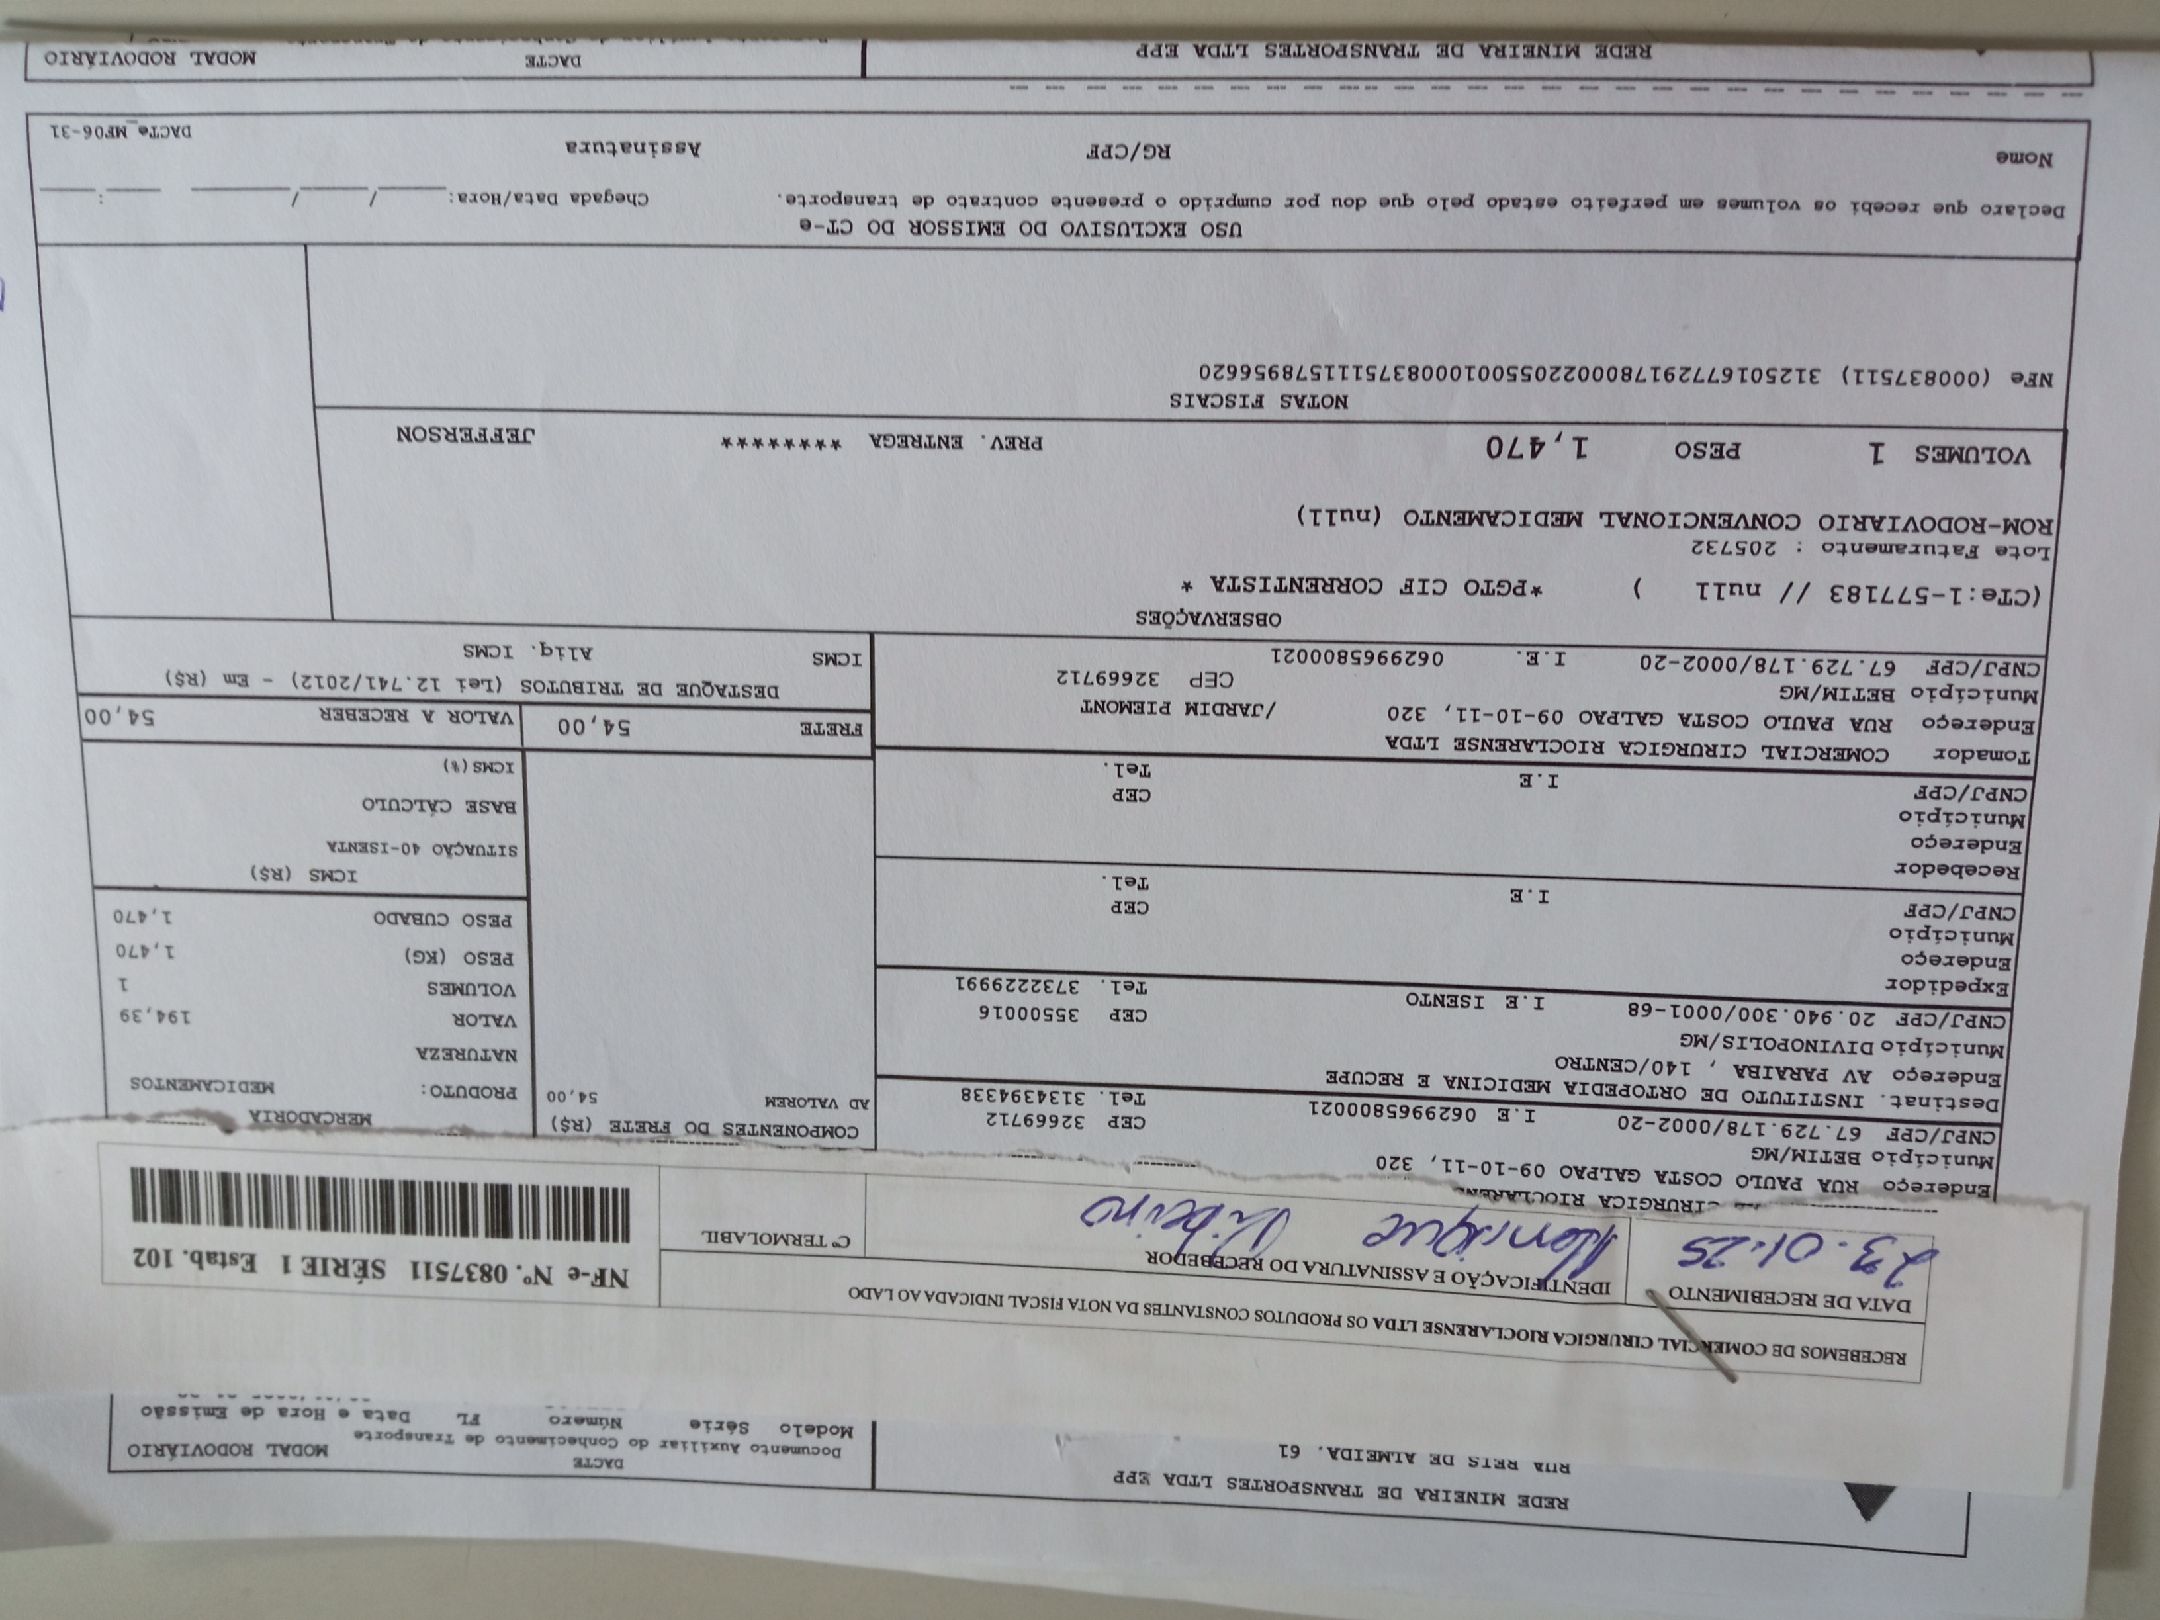 REDE MINEIRA DE TRANSPORTES LTDA EPP
RUA REIS DE ALMEIDA. 61
DACTE
Documento Auxiliar do Conhecimento de Transporte
MODAL RODOVIÁRIO
Modelo Série Número FL Data e Hora de Emissão
RECEBEMOS DE COMERCIAL CIRURGICA RIOCLARENSE LTDA OS PRODUTOS CONSTANTES DA NOTA FISCAL INDICADA AO LADO
DATA DE RECEBIMENTO
23.01.25
IDENTIFICAÇÃO E ASSINATURA DO RECEBEDOR
Ribeiro
Cº TERMOLABIL
NF-e Nº. 0837511 SÉRIE 1 Estab. 102
CIRURGICA RIOCLARENSE
Endereço RUA PAULO COSTA GALPAO 09-10-11, 320
Município BETIM/MG CEP 32669712
CNPJ/CPF 67.729.178/0002-20 I.E 0629965800021 Tel. 3134394338
Destinat. INSTITUTO DE ORTOPEDIA MEDICINA E RECUPE
Endereço AV PARAIBA , 140/CENTRO
Município DIVINOPOLIS/MG CEP 35500016
CNPJ/CPF 20.940.300/0001-68 I.E ISENTO Tel. 3732229991
Expedidor
Endereço
Município CEP
CNPJ/CPF I.E Tel.
Recebedor
Endereço
Município CEP
CNPJ/CPF I.E Tel.
Tomador COMERCIAL CIRURGICA RIOCLARENSE LTDA
Endereço RUA PAULO COSTA GALPAO 09-10-11, 320 /JARDIM PIEMONT
Município BETIM/MG CEP 32669712
CNPJ/CPF 67.729.178/0002-20 I.E. 0629965800021
COMPONENTES DO FRETE (R$)
AD VALOREM 54,00
MERCADORIA
PRODUTO: MEDICAMENTOS
NATUREZA
VALOR 194,39
VOLUMES 1
PESO (KG) 1,470
PESO CUBADO 1,470
ICMS (R$)
SITUAÇÃO 40-ISENTA
BASE CÁLCULO
ICMS (%)
FRETE 54,00 VALOR A RECEBER 54,00
DESTAQUE DE TRIBUTOS (Lei 12.741/2012) - Em (R$)
ICMS Aliq. ICMS
OBSERVAÇÕES
(CTe:1-577183 // null ) *PGTO CIF CORRENTISTA *
Lote Faturamento : 205732
ROM-RODOVIARIO CONVENCIONAL MEDICAMENTO (null)
VOLUMES 1 PESO 1,470 PREV. ENTREGA ******** JEFFERSON
NOTAS FISCAIS
NFe (000837511) 31250167729178000220550010008375111578956620
USO EXCLUSIVO DO EMISSOR DO CT-e
Declaro que recebi os volumes em perfeito estado pelo que dou por cumprido o presente contrato de transporte. Chegada Data/Hora: / / :
Nome RG/CPF Assinatura
DACTe_MF06-31
REDE MINEIRA DE TRANSPORTES LTDA EPP
DACTE MODAL RODOVIÁRIO